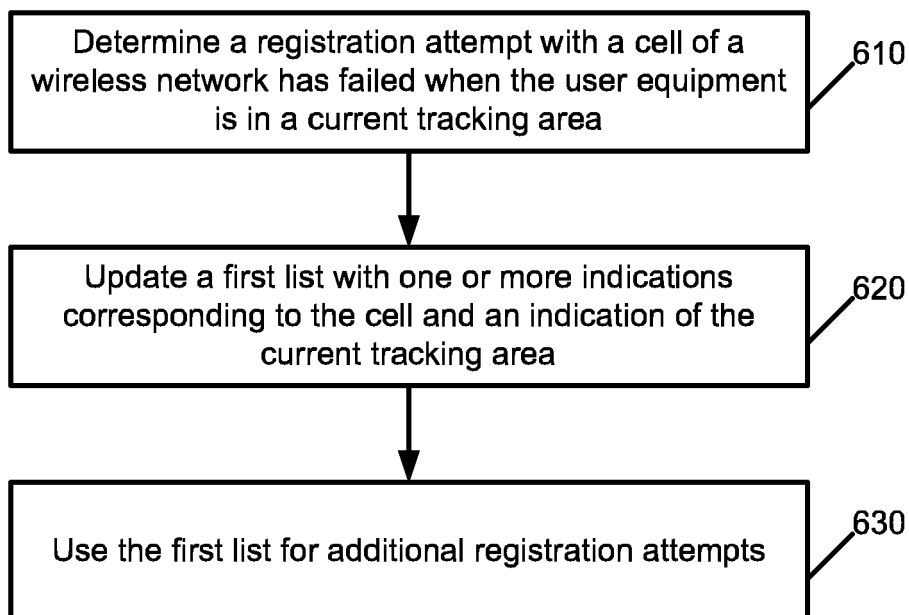 Determine a registration attempt with a cell of a
wireless network has failed when the user equipment
is in a current tracking area
610
Update a first list with one or more indications
corresponding to the cell and an indication of the
current tracking area
620
Use the first list for additional registration attempts
630